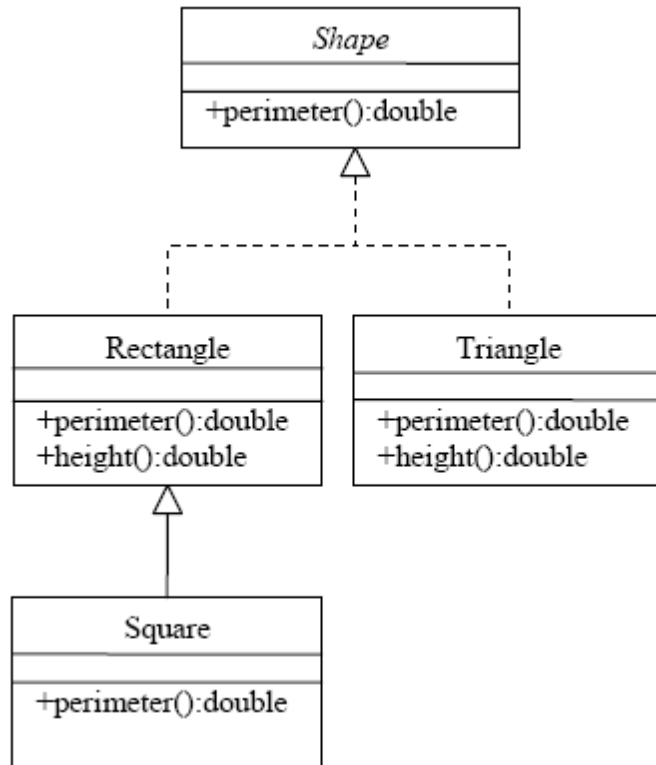 Shape
+perimeter():double
Rectangle
+perimeter():double
+height():double
Triangle
+perimeter():double
+height():double
Square
+perimeter():double